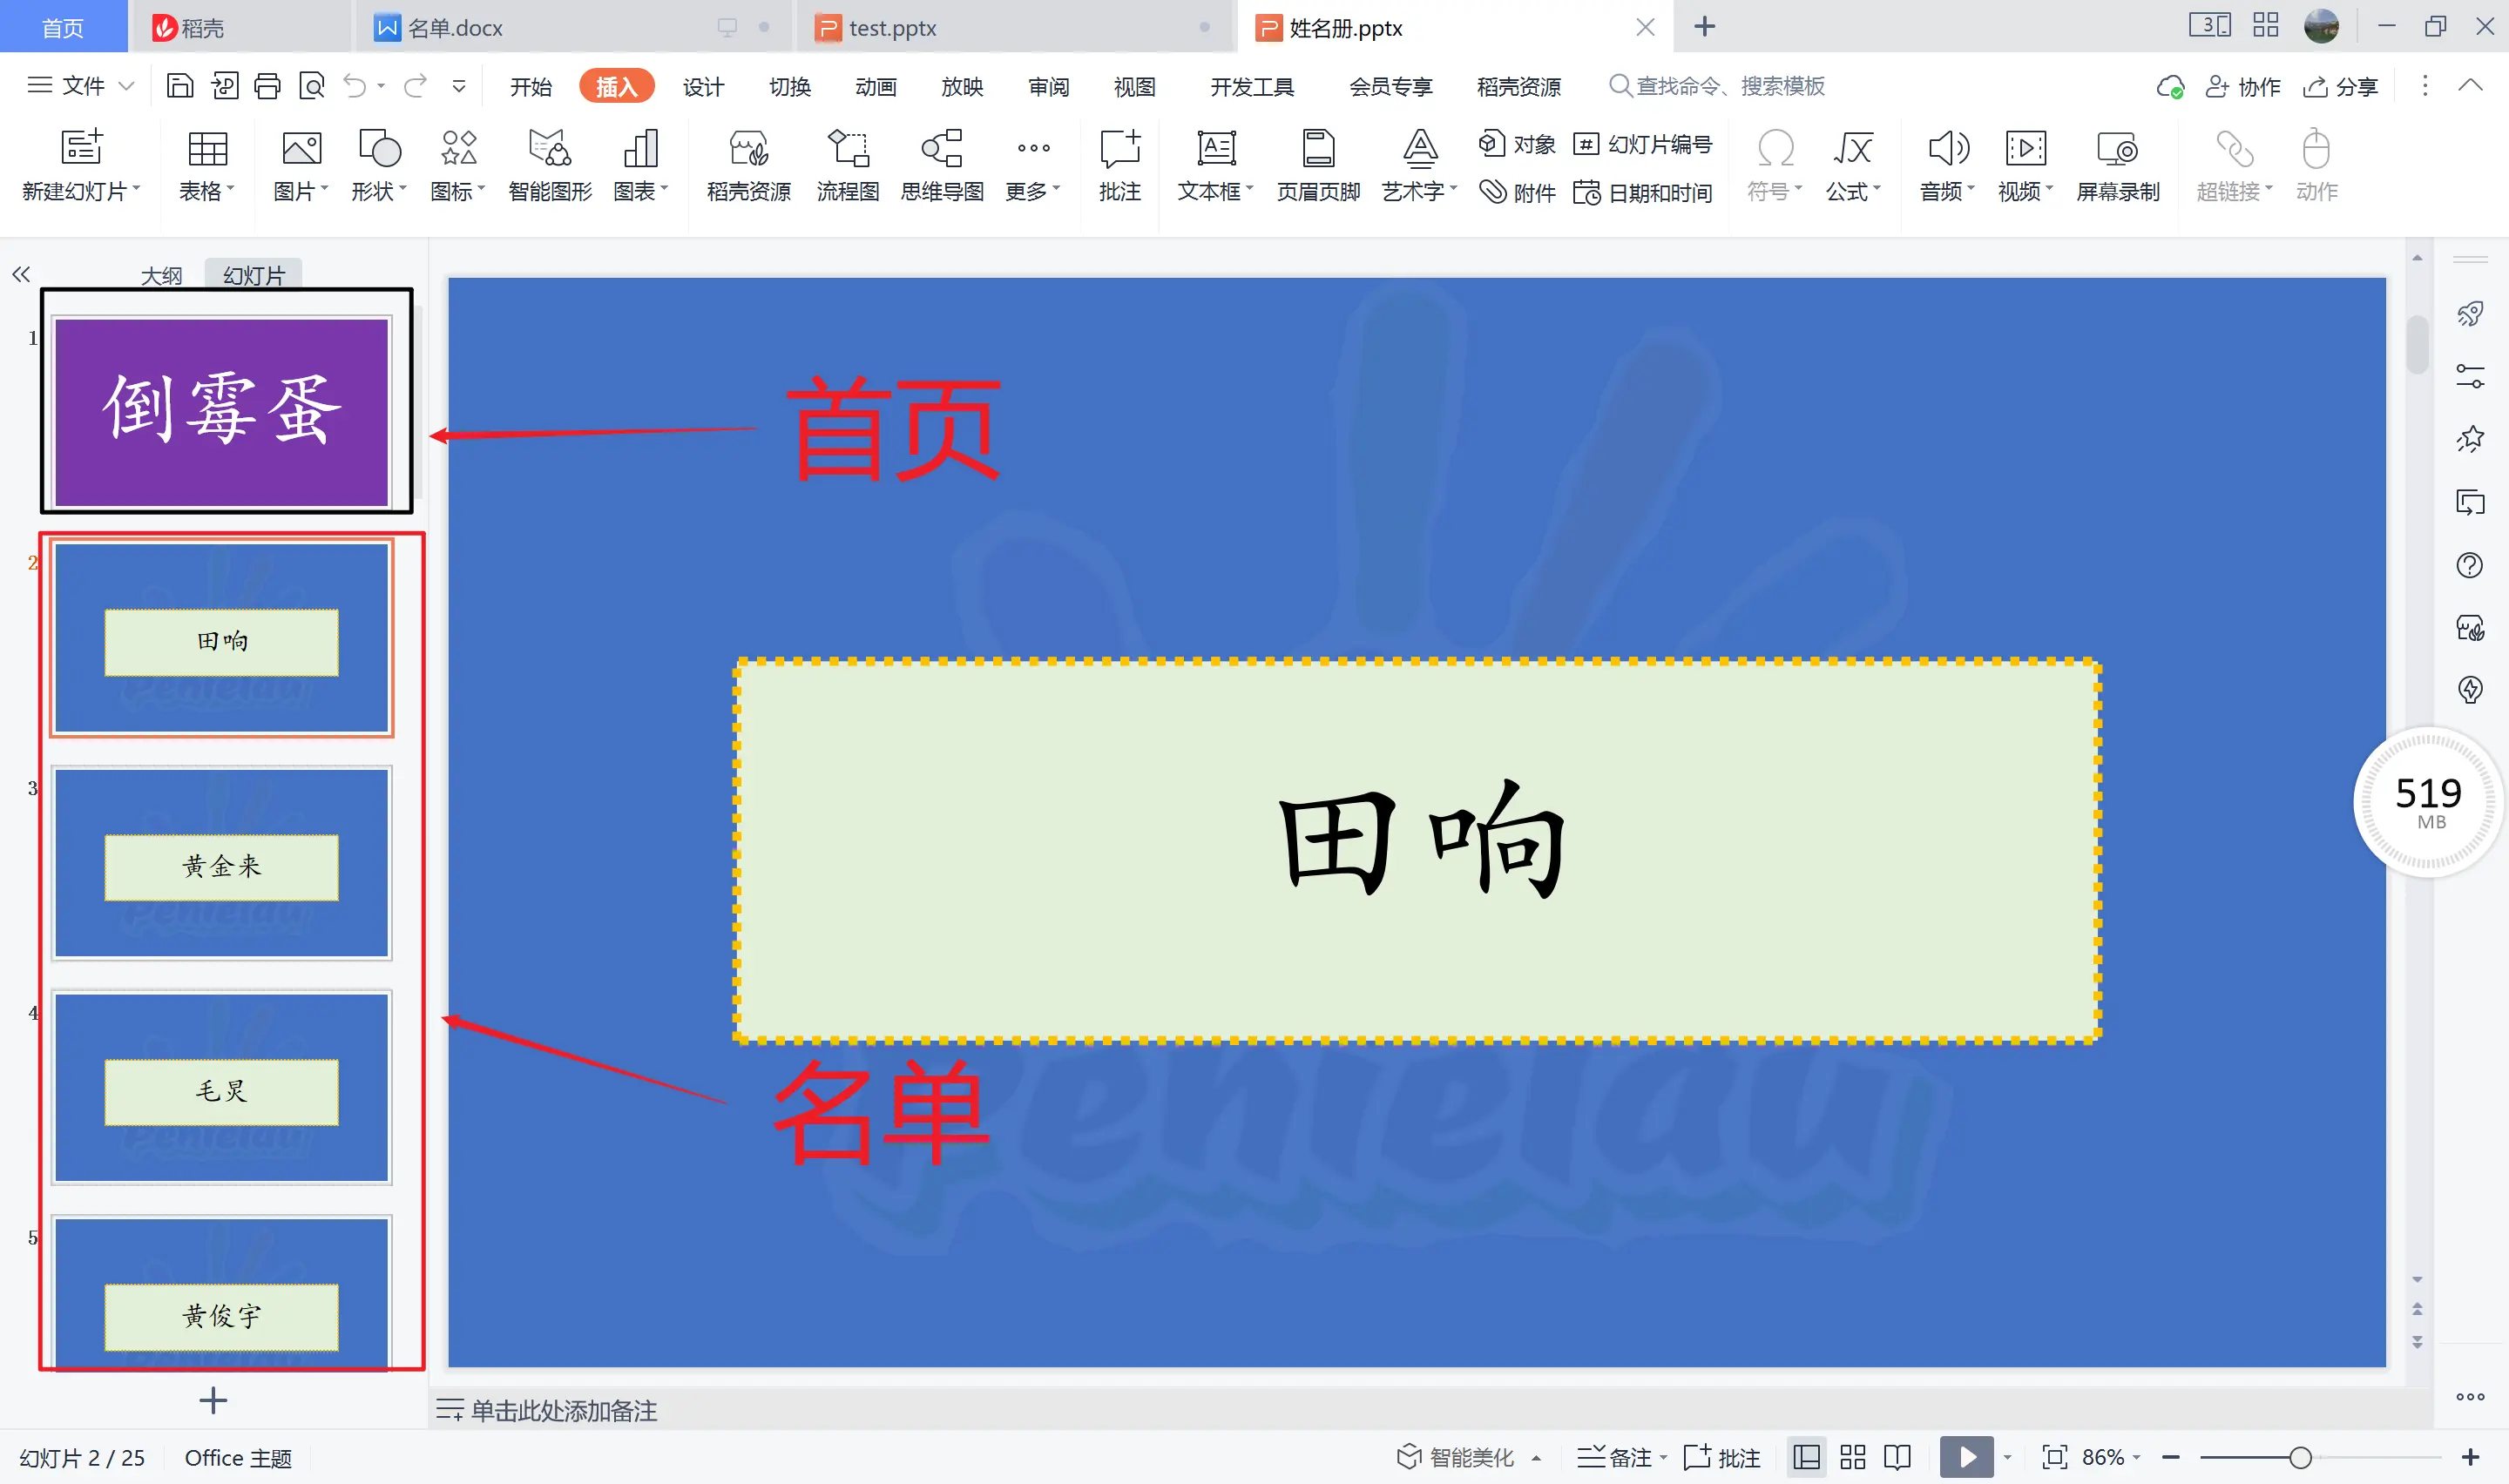 首页
稻壳
名单.docx
test.pptx
姓名册.pptx
3
文件
开始
插入
设计
切换
动画
放映
审阅
视图
开发工具
会员专享
稻壳资源
查找命令、搜索模板
协作
分享
新建幻灯片
表格
图片
形状
图标
智能图形
图表
稻壳资源
流程图
思维导图
更多
批注
文本框
页眉页脚
艺术字
对象
幻灯片编号
附件
日期和时间
符号
公式
音频
视频
屏幕录制
超链接
动作
大纲
幻灯片
1
倒霉蛋
首页
2
田响
Penielau
3
黄金来
Penielau
4
毛炅
Penielau
5
黄俊宇
田响
名单
Penielau
519
MB
单击此处添加备注
幻灯片 2 / 25
Office 主题
智能美化
备注
批注
86%